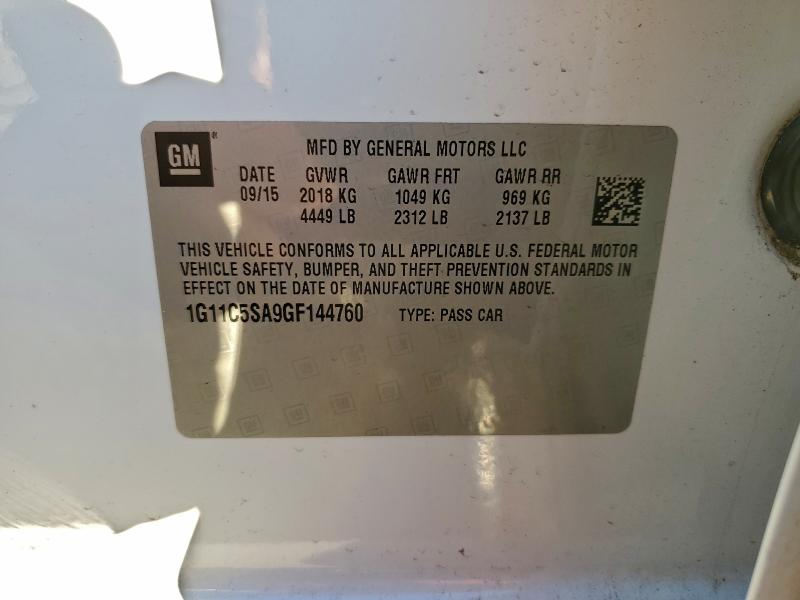 GM
MFD BY GENERAL MOTORS LLC
DATE GVWR GAWR FRT GAWR RR
09/15 2018 KG 1049 KG 969 KG
4449 LB 2312 LB 2137 LB
THIS VEHICLE CONFORMS TO ALL APPLICABLE U.S. FEDERAL MOTOR
VEHICLE SAFETY, BUMPER, AND THEFT PREVENTION STANDARDS IN
EFFECT ON THE DATE OF MANUFACTURE SHOWN ABOVE.
1G11C5SA9GF144760 TYPE: PASS CAR